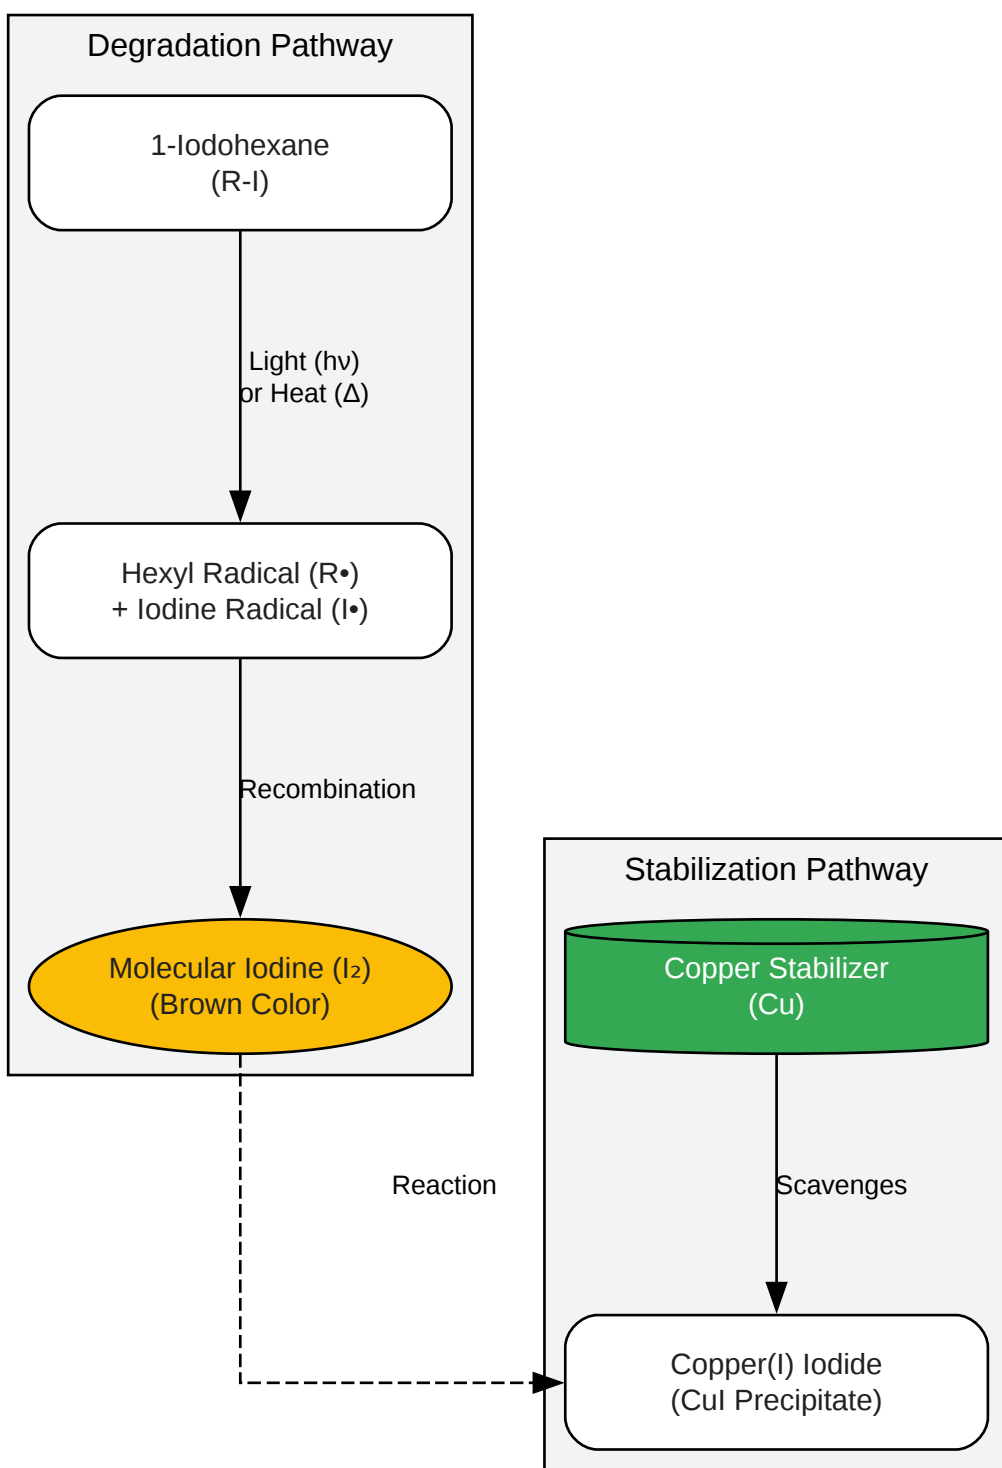 Degradation Pathway
1-Iodohexane
(R-I)
Light (hν)
or Heat (Δ)
Hexyl Radical (R•)
+ Iodine Radical (I•)
Recombination
Molecular Iodine (I₂)
(Brown Color)
Stabilization Pathway
Copper Stabilizer
(Cu)
Reaction
Scavenges
Copper(I) Iodide
(CuI Precipitate)